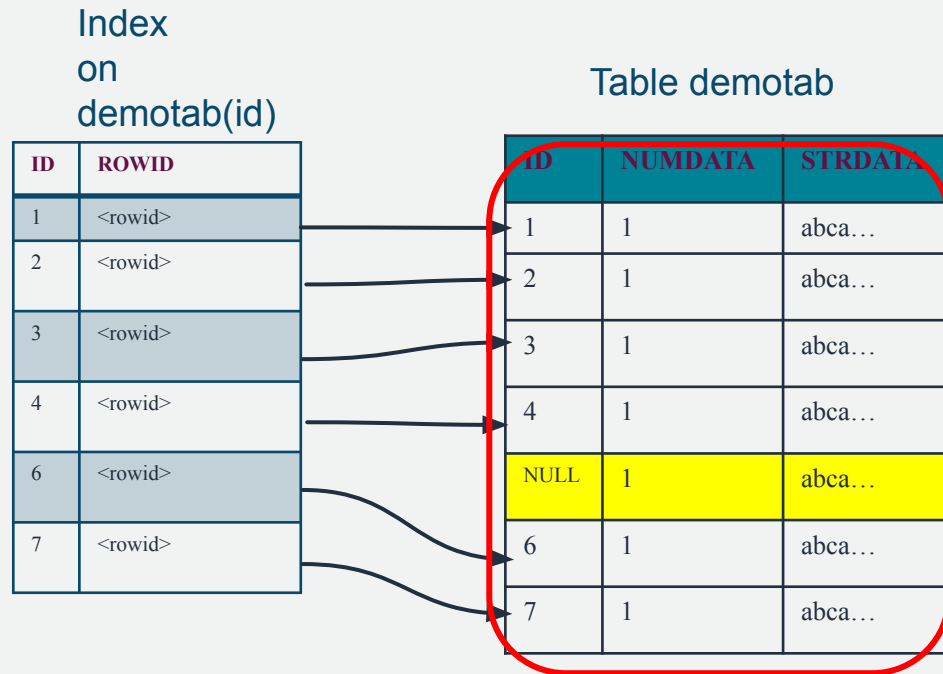 Index
on
demotab(id)
Table demotab
ID ROWID
1 <rowid>
2 <rowid>
3 <rowid>
4 <rowid>
6 <rowid>
7 <rowid>
ID NUMDATA STRDATA
1 1 abca…
2 1 abca…
3 1 abca…
4 1 abca…
NULL 1 abca…
6 1 abca…
7 1 abca…